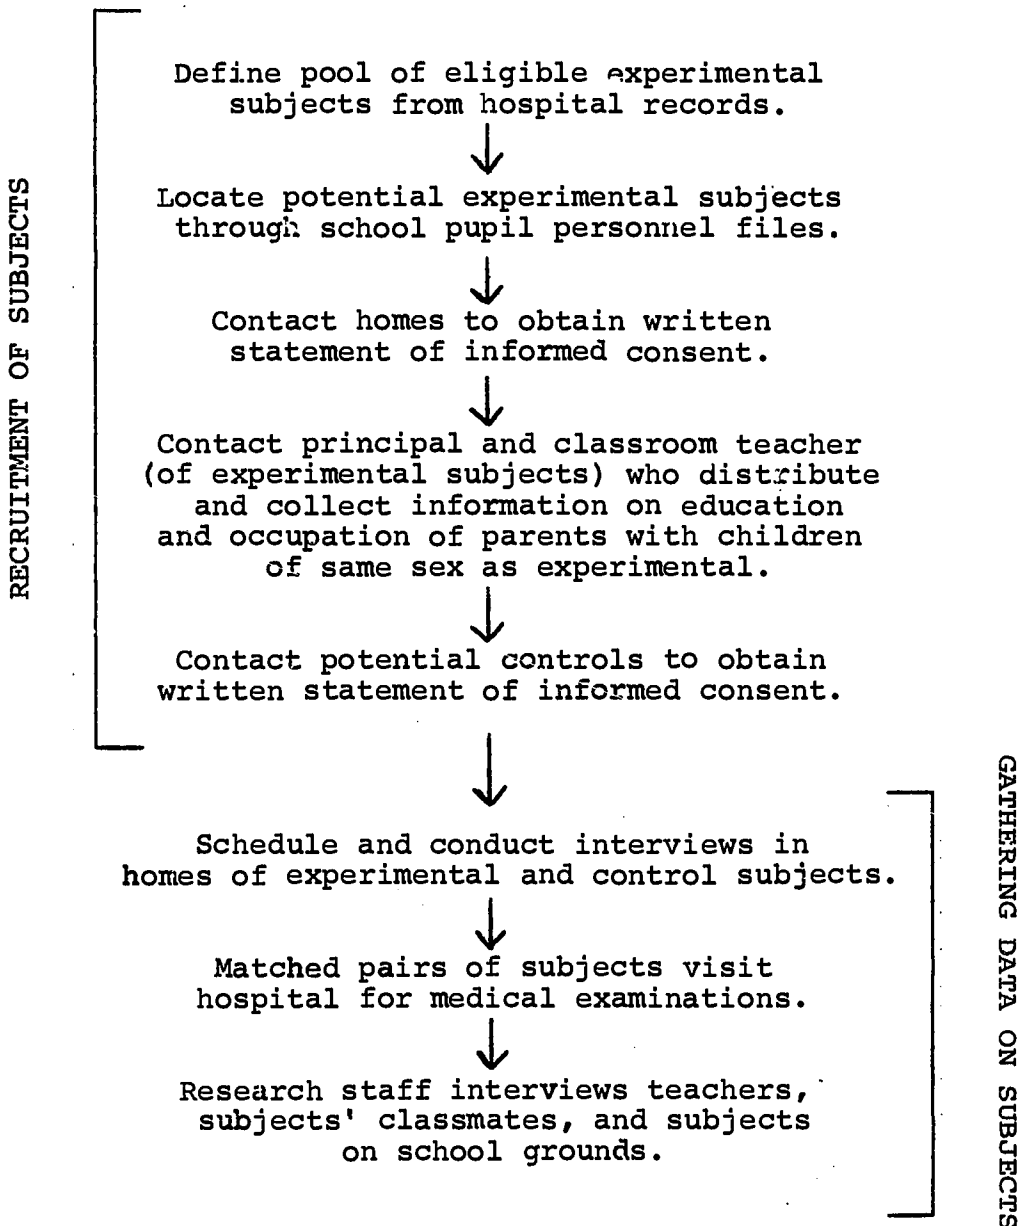 RECRUITMENT OF SUBJECTS
Define pool of eligible experimental
subjects from hospital records.
Locate potential experimental subjects
through school pupil personnel files.
Contact homes to obtain written
statement of informed consent.
Contact principal and classroom teacher
(of experimental subjects) who distribute
and collect information on education
and occupation of parents with children
of same sex as experimental.
Contact potential controls to obtain
written statement of informed consent.
GATHERING DATA ON SUBJECTS
Schedule and conduct interviews in
homes of experimental and control subjects.
Matched pairs of subjects visit
hospital for medical examinations.
Research staff interviews teachers,
subjects' classmates, and subjects
on school grounds.